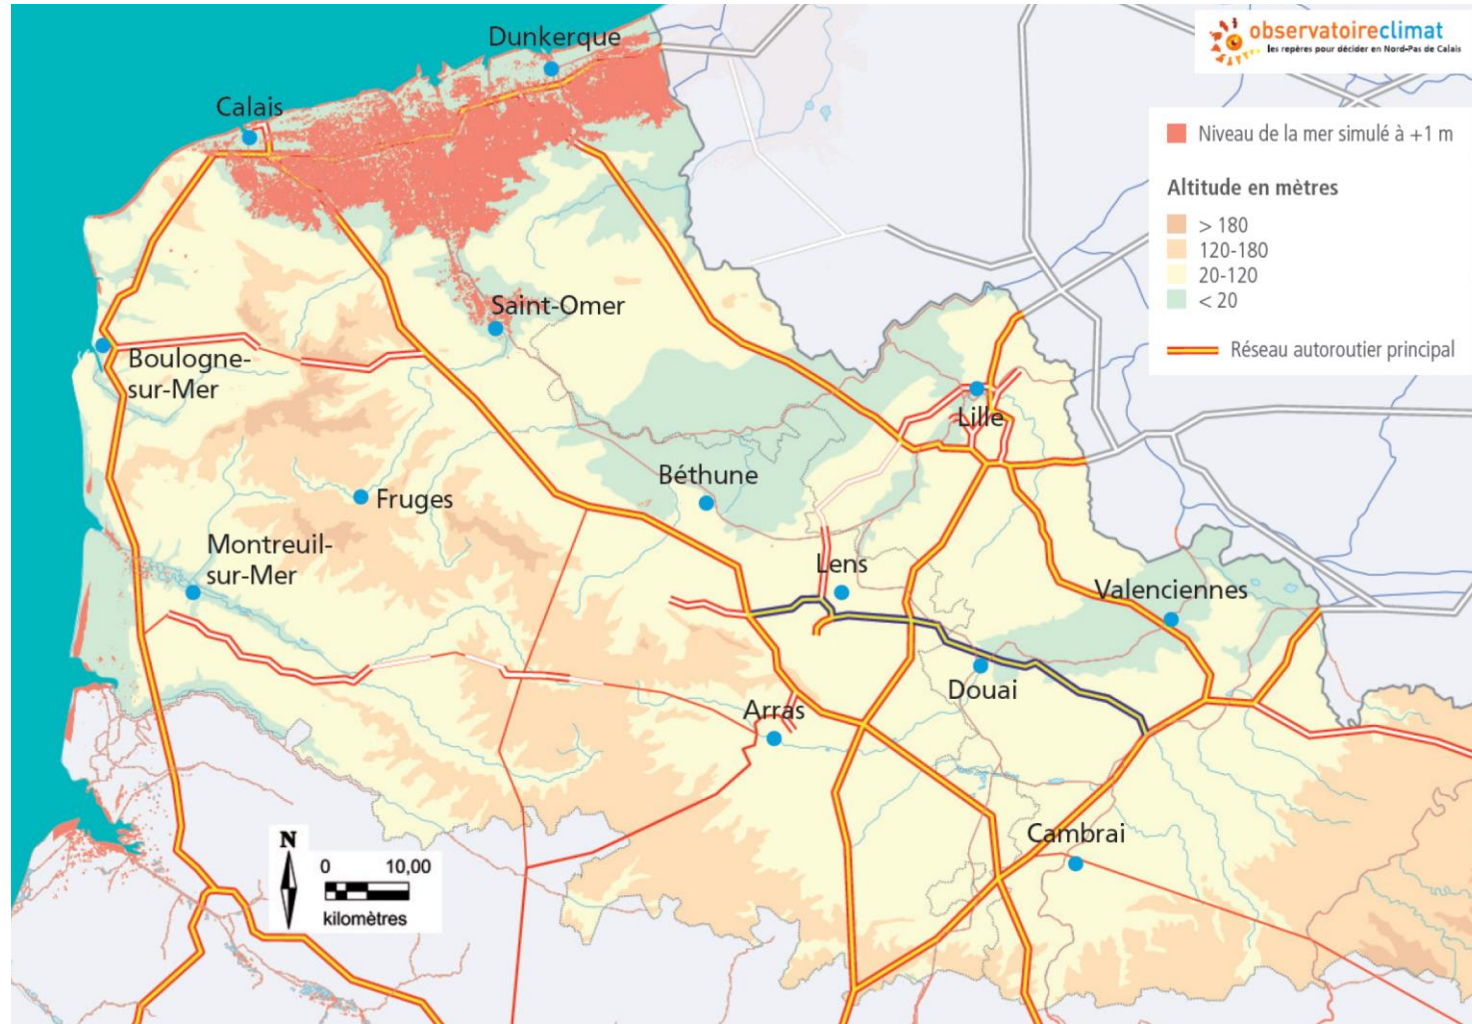 observatoireclimat
les repères pour décider en Nord-Pas de Calais
Niveau de la mer simulé à +1 m
Altitude en mètres
> 180
120-180
20-120
< 20
Réseau autoroutier principal
Dunkerque
Calais
Saint-Omer
Boulogne-
sur-Mer
Lille
Béthune
Fruges
Montreuil-
sur-Mer
Lens
Valenciennes
Douai
Arras
Cambrai
N
0 10,00
kilomètres